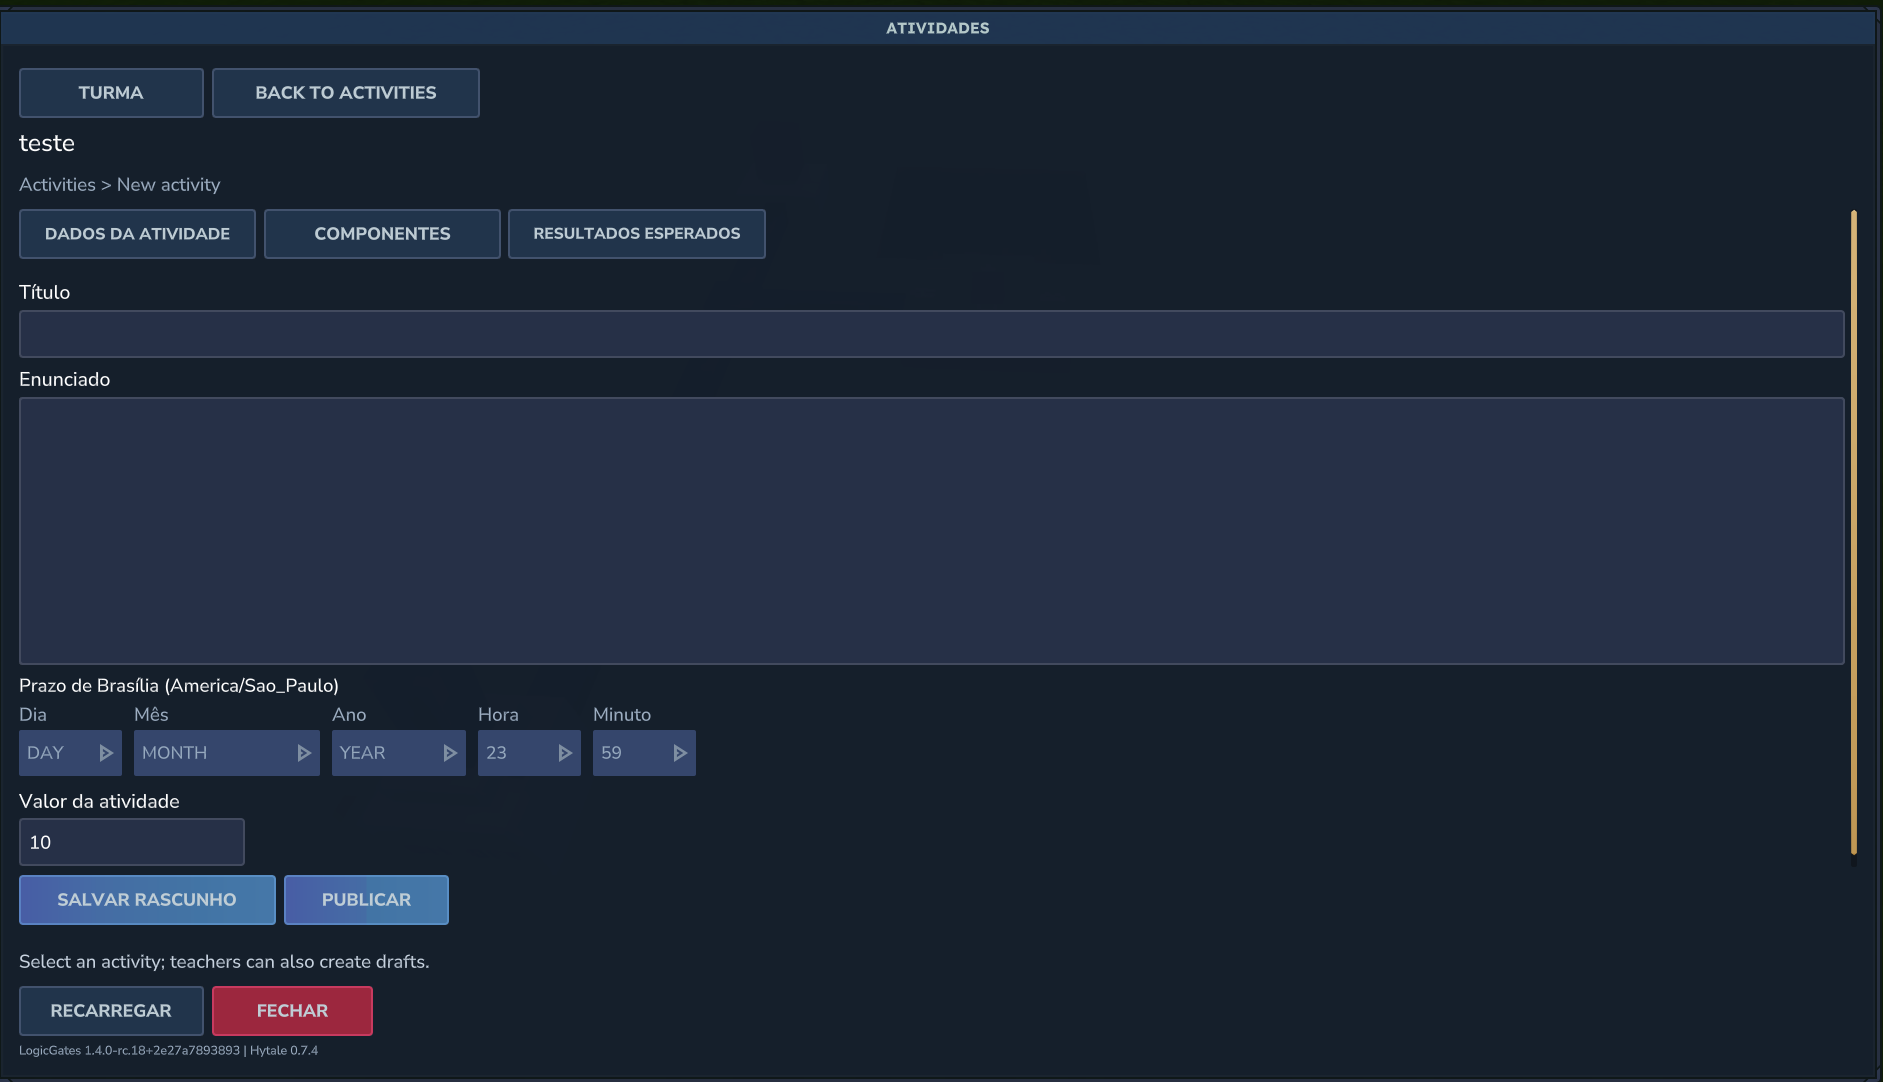 ATIVIDADES
TURMA
BACK TO ACTIVITIES
teste
Activities > New activity
DADOS DA ATIVIDADE
COMPONENTES
RESULTADOS ESPERADOS
Título
Enunciado
Prazo de Brasília (America/Sao_Paulo)
Dia
Mês
Ano
Hora
Minuto
DAY
MONTH
YEAR
23
59
Valor da atividade
10
SALVAR RASCUNHO
PUBLICAR
Select an activity; teachers can also create drafts.
RECARREGAR
FECHAR
LogicGates 1.4.0-rc.18+2e27a7893893 | Hytale 0.7.4